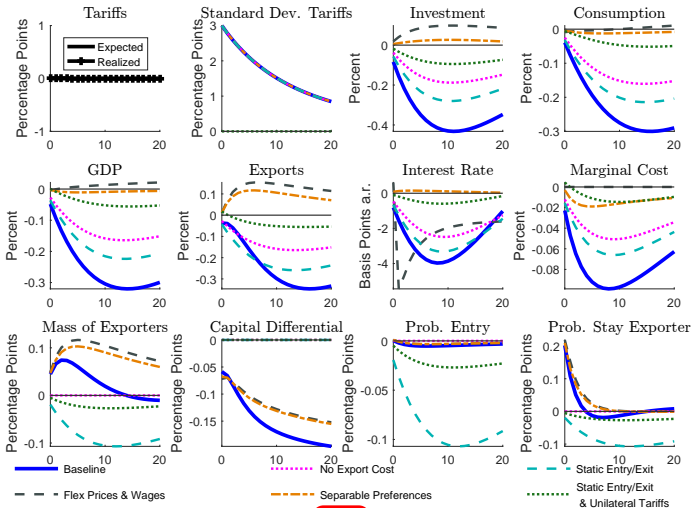 Tariffs
Standard Dev. Tariffs
Investment
Consumption
Percentage Points
1
0
-1
Expected
Realized
0 10 20
Percentage Points
3
2
1
0
0 10 20
Percent
0
-0.2
-0.4
0 10 20
Percent
0
-0.1
-0.2
-0.3
0 10 20
GDP
Exports
Interest Rate
Marginal Cost
Percent
0
-0.1
-0.2
-0.3
0 10 20
Percent
0.1
0
-0.1
-0.2
-0.3
0 10 20
Basis Points a.r.
0
-2
-4
0 10 20
Percent
0
-0.02
-0.04
-0.06
-0.08
0 10 20
Mass of Exporters
Capital Differential
Prob. Entry
Prob. Stay Exporter
Percentage Points
0.1
0
-0.1
0 10 20
Percentage Points
0
-0.05
-0.1
-0.15
0 10 20
Percentage Points
0
-0.05
-0.1
0 10 20
Percentage Points
0.2
0.1
0
-0.1
0 10 20
Baseline
No Export Cost
Static Entry/Exit
Flex Prices & Wages
Separable Preferences
Static Entry/Exit
& Unilateral Tariffs